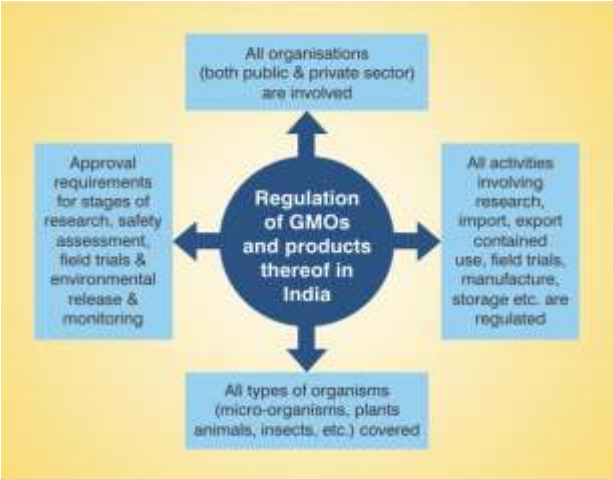 All organisations
(both public & private sector)
are involved
Approval
requirements
for stages of
research, safety
assessment,
field trials &
environmental
release &
monitoring
Regulation
of GMOs
and products
thereof in
India
All activities
involving
research,
import, export
contained
use, field trials,
manufacture,
storage etc. are
regulated
All types of organisms
(micro-organisms, plants
animals, insects, etc.) covered